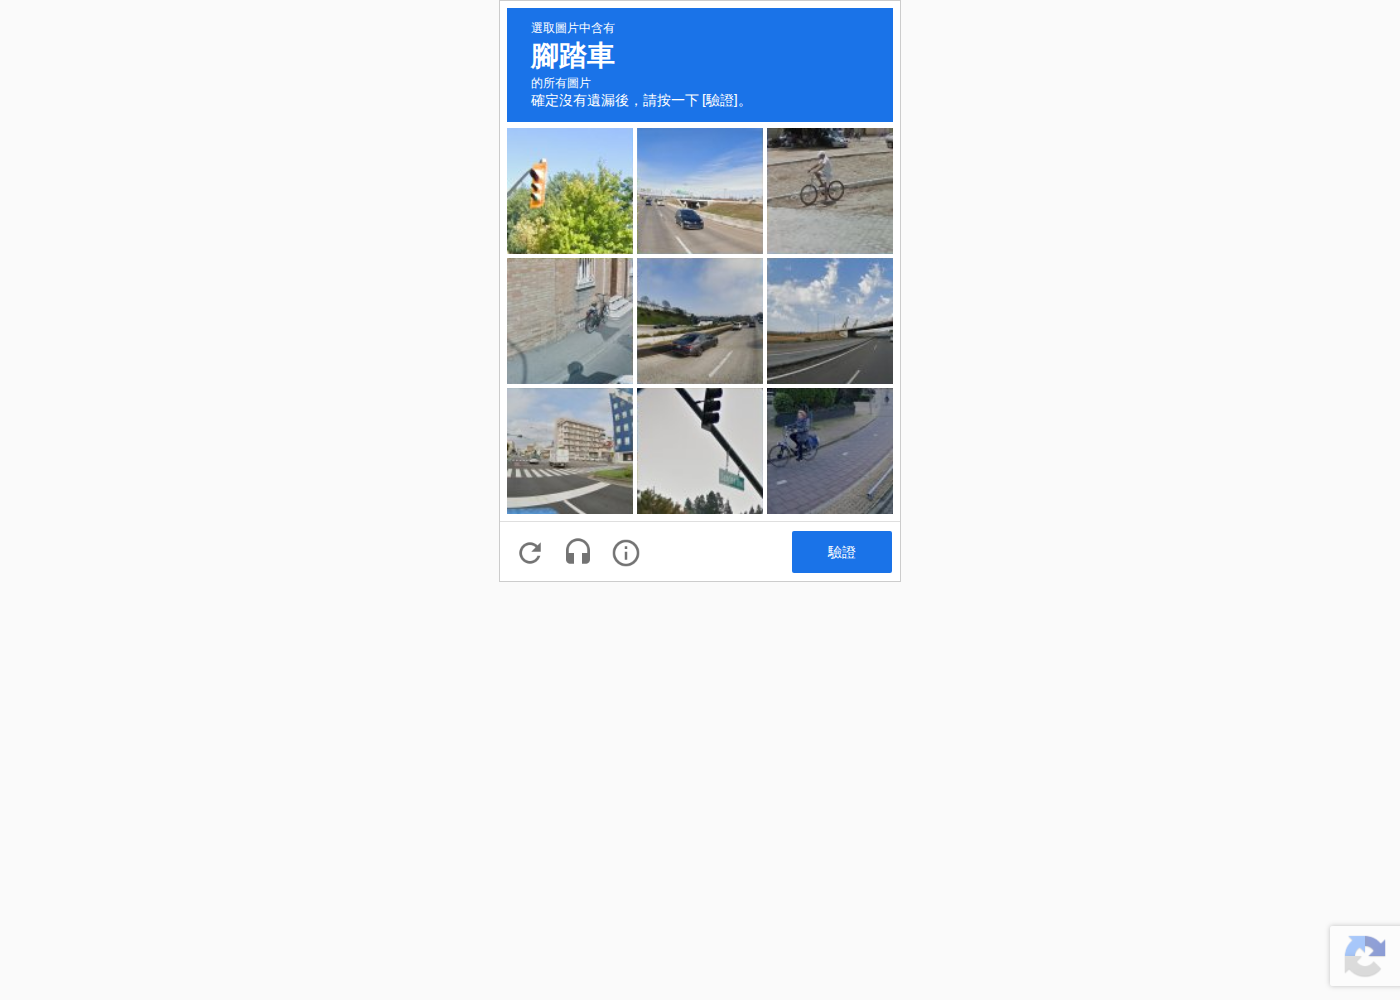 選取圖片中含有
腳踏車
的所有圖片
確定沒有遺漏後，請按一下 [驗證]。
驗證